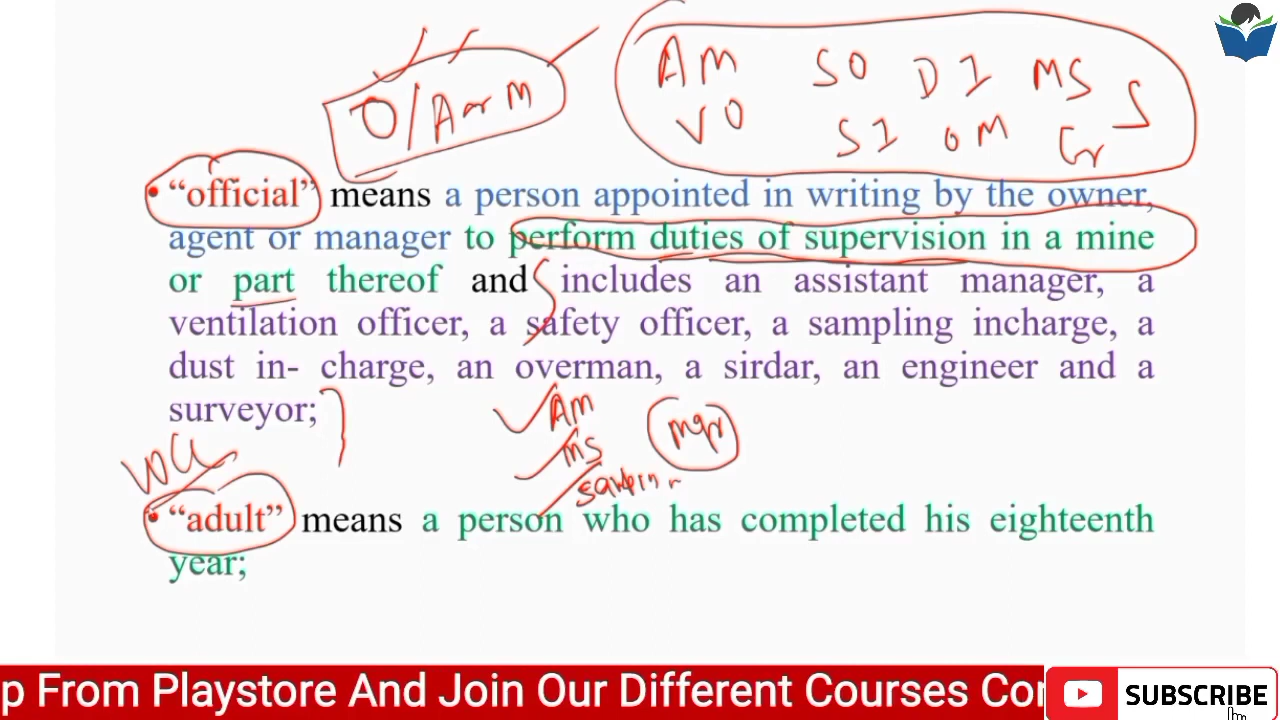 AM SO DI MS
O/A or M
VO SI OM S
• “official” means a person appointed in writing by the owner,
agent or manager to perform duties of supervision in a mine
or part thereof and includes an assistant manager, a
ventilation officer, a safety officer, a sampling incharge, a
dust in- charge, an overman, a sirdar, an engineer and a
surveyor;
AM
mgr
MS
• “adult” means a person who has completed his eighteenth
year;
p From Playstore And Join Our Different Courses Con
SUBSCRIBE